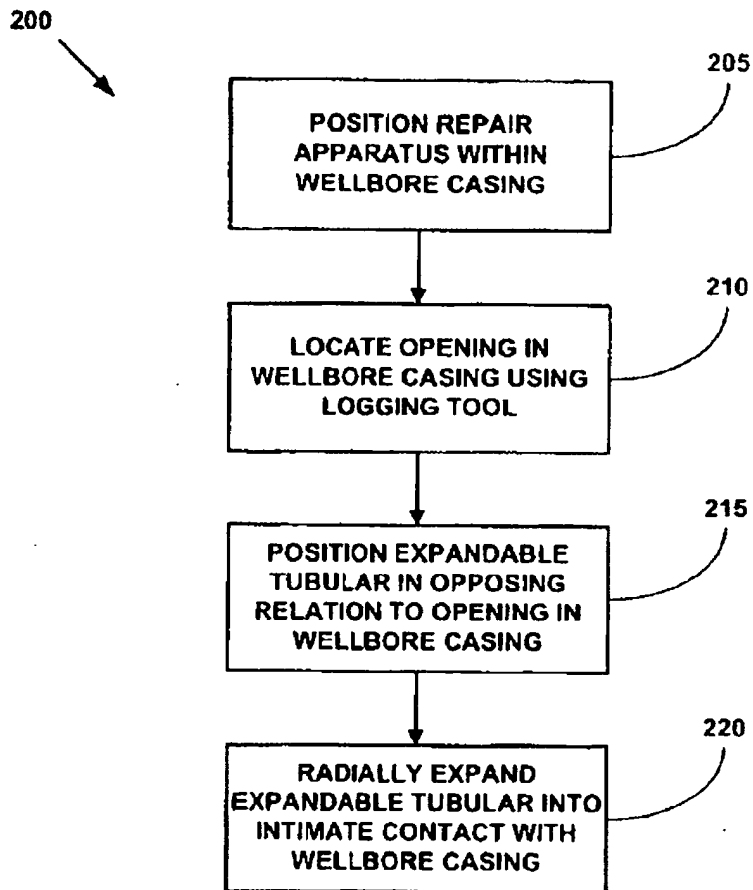 200
205
POSITION REPAIR
APPARATUS WITHIN
WELLBORE CASING
210
LOCATE OPENING IN
WELLBORE CASING USING
LOGGING TOOL
215
POSITION EXPANDABLE
TUBULAR IN OPPOSING
RELATION TO OPENING IN
WELLBORE CASING
220
RADIALLY EXPAND
EXPANDABLE TUBULAR INTO
INTIMATE CONTACT WITH
WELLBORE CASING